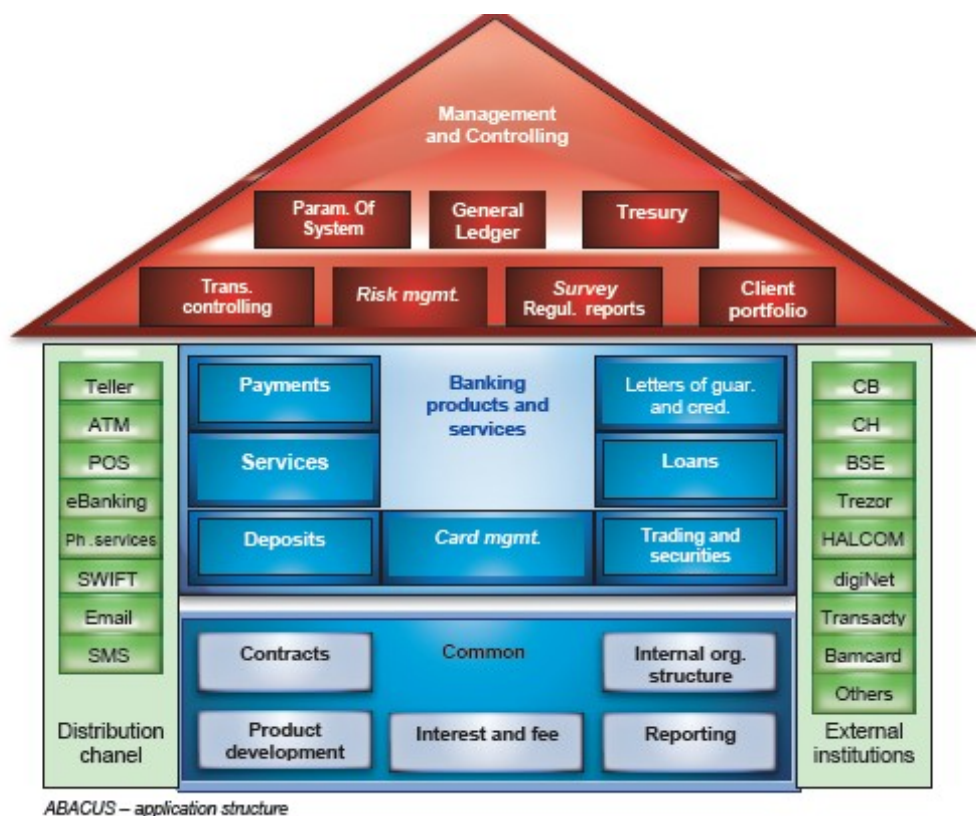 Management
and Controlling
Param. Of
System
General
Ledger
Tresury
Trans.
controlling
Risk mgmt.
Survey
Regul. reports
Client
portfolio
Teller
ATM
POS
eBanking
Ph.services
SWIFT
Email
SMS
Distribution
chanel
Payments
Banking
products and
services
Letters of guar.
and cred.
Services
Loans
Deposits
Card mgmt.
Trading and
securities
Contracts
Common
Internal org.
structure
Product
development
Interest and fee
Reporting
CB
CH
BSE
Trezor
HALCOM
digiNet
Transacty
Bamcard
Others
External
institutions
ABACUS – application structure